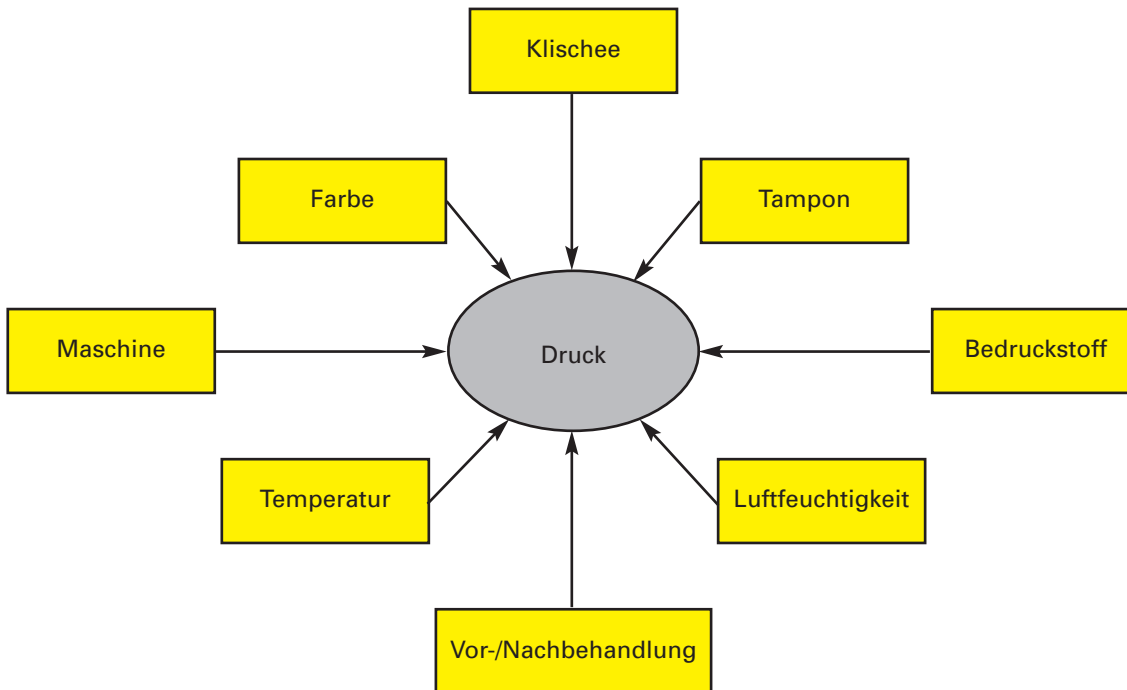 Klischee
Farbe
Tampon
Maschine
Druck
Bedruckstoff
Temperatur
Luftfeuchtigkeit
Vor-/Nachbehandlung